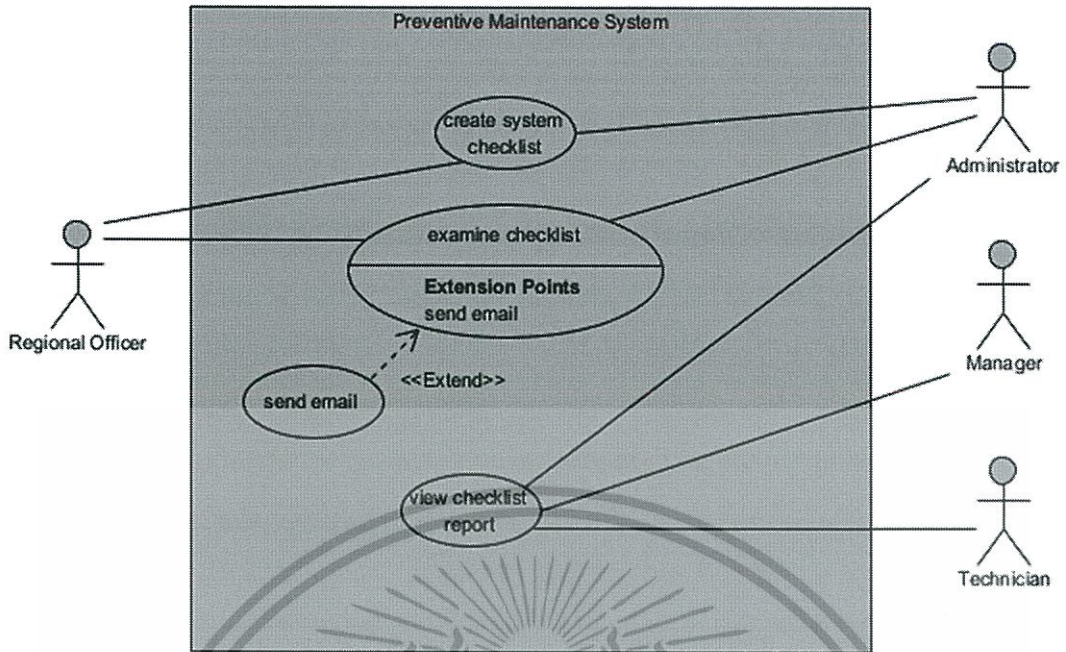 Preventive Maintenance System
create system
checklist
Administrator
examine checklist
Extension Points
send email
Regional Officer
<<Extend>>
send email
Manager
view checklist
report
Technician